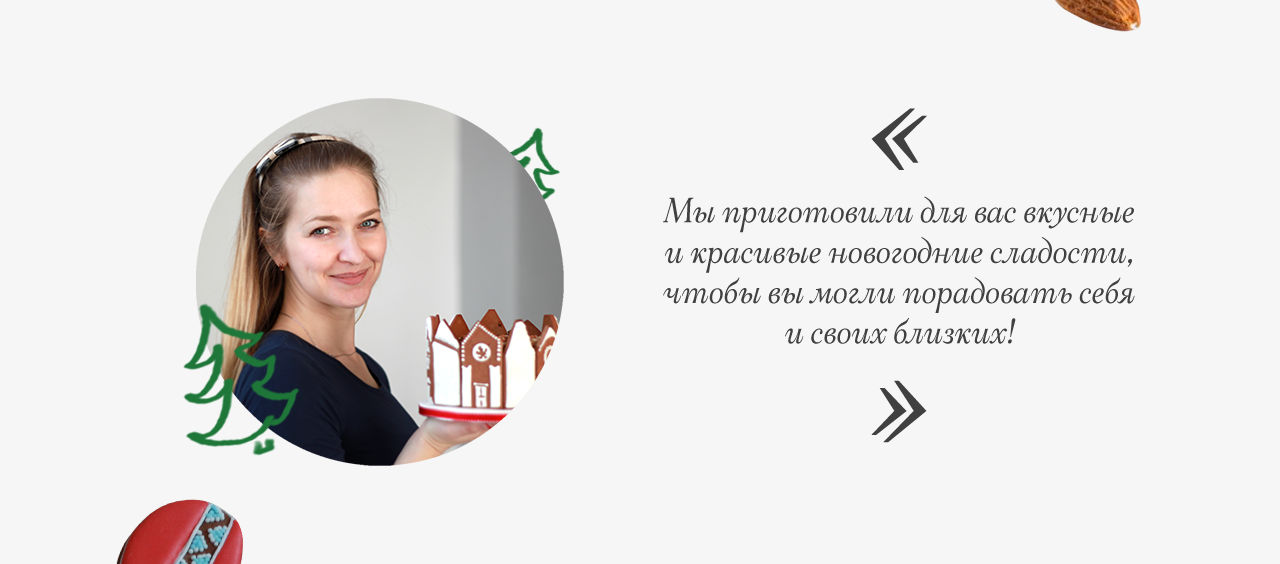 «
Мы приготовили для вас вкусные
и красивые новогодние сладости,
чтобы вы могли порадовать себя
и своих близких!
»